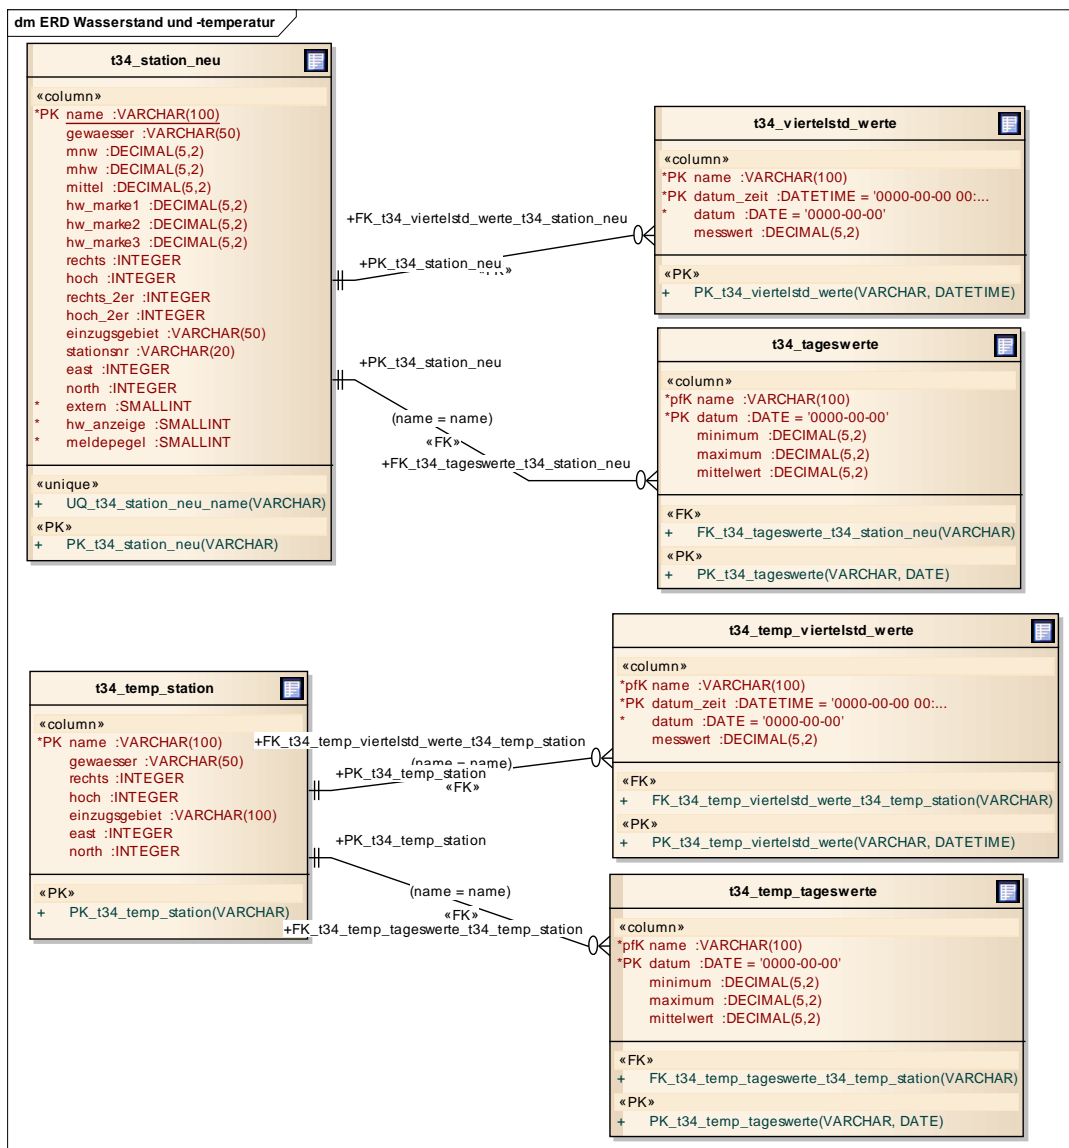 dm ERD Wasserstand und -temperatur
t34_station_neu
«column»
*PK name :VARCHAR(100)
gewaesser :VARCHAR(50)
mnw :DECIMAL(5,2)
mhw :DECIMAL(5,2)
mittel :DECIMAL(5,2)
hw_marke1 :DECIMAL(5,2)
hw_marke2 :DECIMAL(5,2)
hw_marke3 :DECIMAL(5,2)
rechts :INTEGER
hoch :INTEGER
rechts_2er :INTEGER
hoch_2er :INTEGER
einzugsgebiet :VARCHAR(50)
stationsnr :VARCHAR(20)
east :INTEGER
north :INTEGER
* extern :SMALLINT
* hw_anzeige :SMALLINT
* meldepegel :SMALLINT
«unique»
+ UQ_t34_station_neu_name(VARCHAR)
«PK»
+ PK_t34_station_neu(VARCHAR)
+FK_t34_viertelstd_werte_t34_station_neu
+PK_t34_station_neu
t34_viertelstd_werte
«column»
*PK name :VARCHAR(100)
*PK datum_zeit :DATETIME = '0000-00-00 00:...
* datum :DATE = '0000-00-00'
messwert :DECIMAL(5,2)
«PK»
+ PK_t34_viertelstd_werte(VARCHAR, DATETIME)
+PK_t34_station_neu
(name = name)
«FK»
+FK_t34_tageswerte_t34_station_neu
t34_tageswerte
«column»
*pfK name :VARCHAR(100)
*PK datum :DATE = '0000-00-00'
minimum :DECIMAL(5,2)
maximum :DECIMAL(5,2)
mittelwert :DECIMAL(5,2)
«FK»
+ FK_t34_tageswerte_t34_station_neu(VARCHAR)
«PK»
+ PK_t34_tageswerte(VARCHAR, DATE)
t34_temp_station
«column»
*PK name :VARCHAR(100)
gewaesser :VARCHAR(50)
rechts :INTEGER
hoch :INTEGER
einzugsgebiet :VARCHAR(100)
east :INTEGER
north :INTEGER
«PK»
+ PK_t34_temp_station(VARCHAR)
+FK_t34_temp_viertelstd_werte_t34_temp_station
(name = name)
+PK_t34_temp_station
«FK»
t34_temp_viertelstd_werte
«column»
*pfK name :VARCHAR(100)
*PK datum_zeit :DATETIME = '0000-00-00 00:...
* datum :DATE = '0000-00-00'
messwert :DECIMAL(5,2)
«FK»
+ FK_t34_temp_viertelstd_werte_t34_temp_station(VARCHAR)
«PK»
+ PK_t34_temp_viertelstd_werte(VARCHAR, DATETIME)
+PK_t34_temp_station
(name = name)
«FK»
+FK_t34_temp_tageswerte_t34_temp_station
t34_temp_tageswerte
«column»
*pfK name :VARCHAR(100)
*PK datum :DATE = '0000-00-00'
minimum :DECIMAL(5,2)
maximum :DECIMAL(5,2)
mittelwert :DECIMAL(5,2)
«FK»
+ FK_t34_temp_tageswerte_t34_temp_station(VARCHAR)
«PK»
+ PK_t34_temp_tageswerte(VARCHAR, DATE)